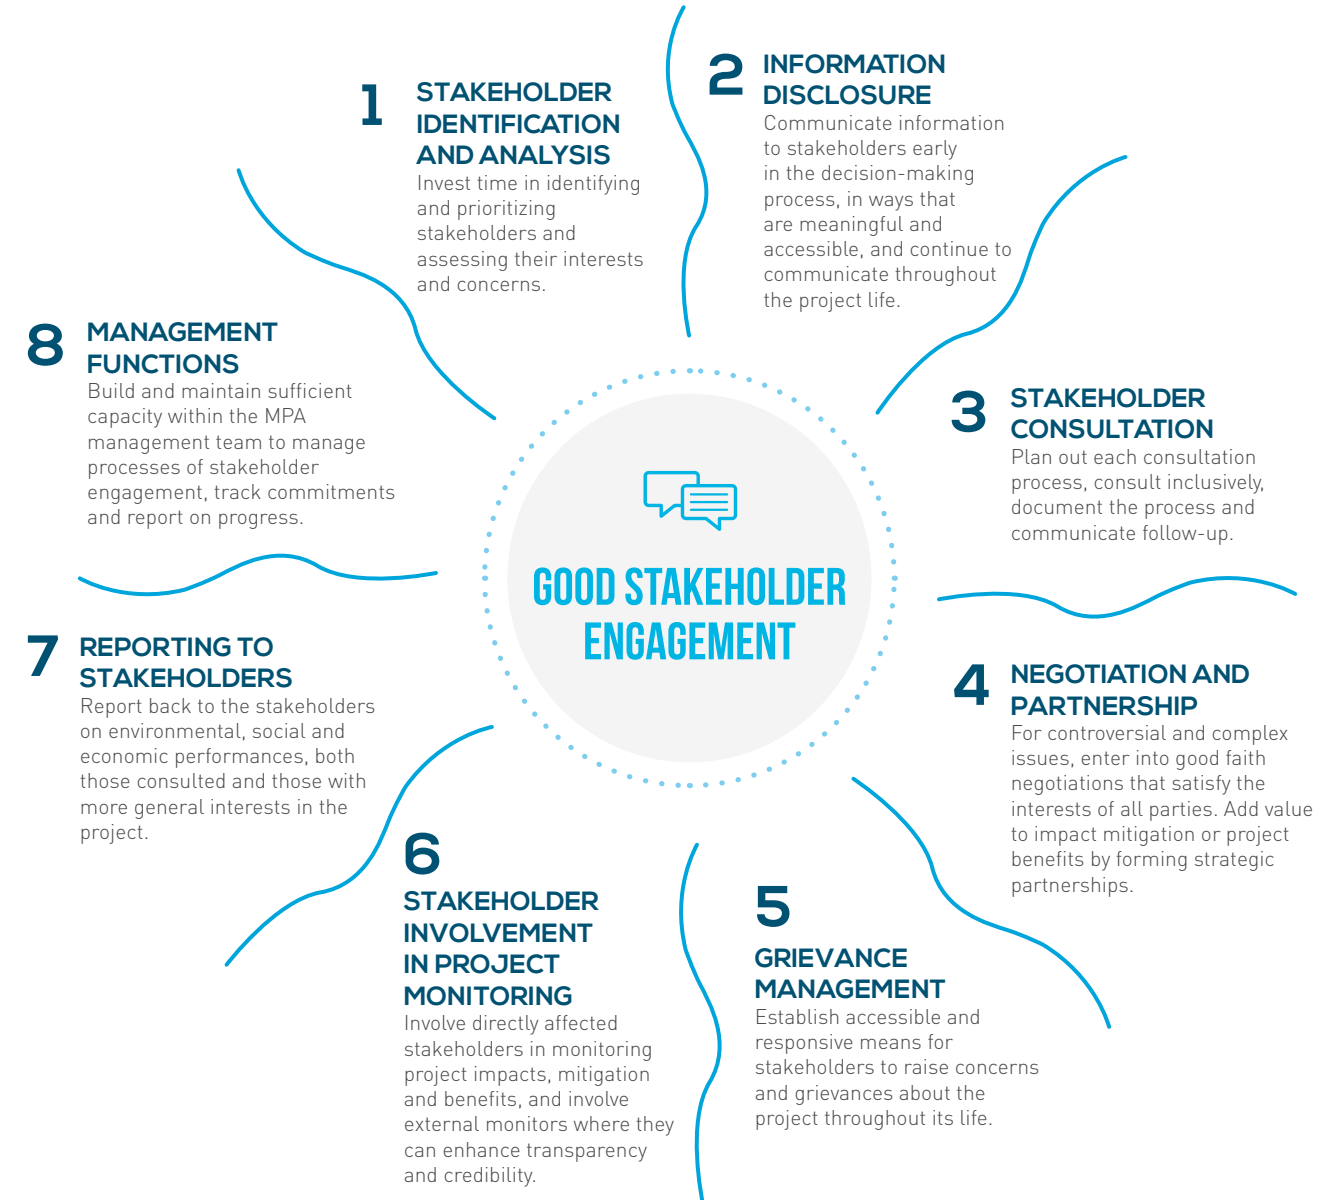 1
STAKEHOLDER
IDENTIFICATION
AND ANALYSIS
Invest time in identifying
and prioritizing
stakeholders and
assessing their interests
and concerns.
2
INFORMATION
DISCLOSURE
Communicate information
to stakeholders early
in the decision-making
process, in ways that
are meaningful and
accessible, and continue to
communicate throughout
the project life.
3
STAKEHOLDER
CONSULTATION
Plan out each consultation
process, consult inclusively,
document the process and
communicate follow-up.
4
NEGOTIATION AND
PARTNERSHIP
For controversial and complex
issues, enter into good faith
negotiations that satisfy the
interests of all parties. Add value
to impact mitigation or project
benefits by forming strategic
partnerships.
5
GRIEVANCE
MANAGEMENT
Establish accessible and
responsive means for
stakeholders to raise concerns
and grievances about the
project throughout its life.
6
STAKEHOLDER
INVOLVEMENT
IN PROJECT
MONITORING
Involve directly affected
stakeholders in monitoring
project impacts, mitigation
and benefits, and involve
external monitors where they
can enhance transparency
and credibility.
7
REPORTING TO
STAKEHOLDERS
Report back to the stakeholders
on environmental, social and
economic performances, both
those consulted and those with
more general interests in the
project.
8
MANAGEMENT
FUNCTIONS
Build and maintain sufficient
capacity within the MPA
management team to manage
processes of stakeholder
engagement, track commitments
and report on progress.
GOOD STAKEHOLDER
ENGAGEMENT